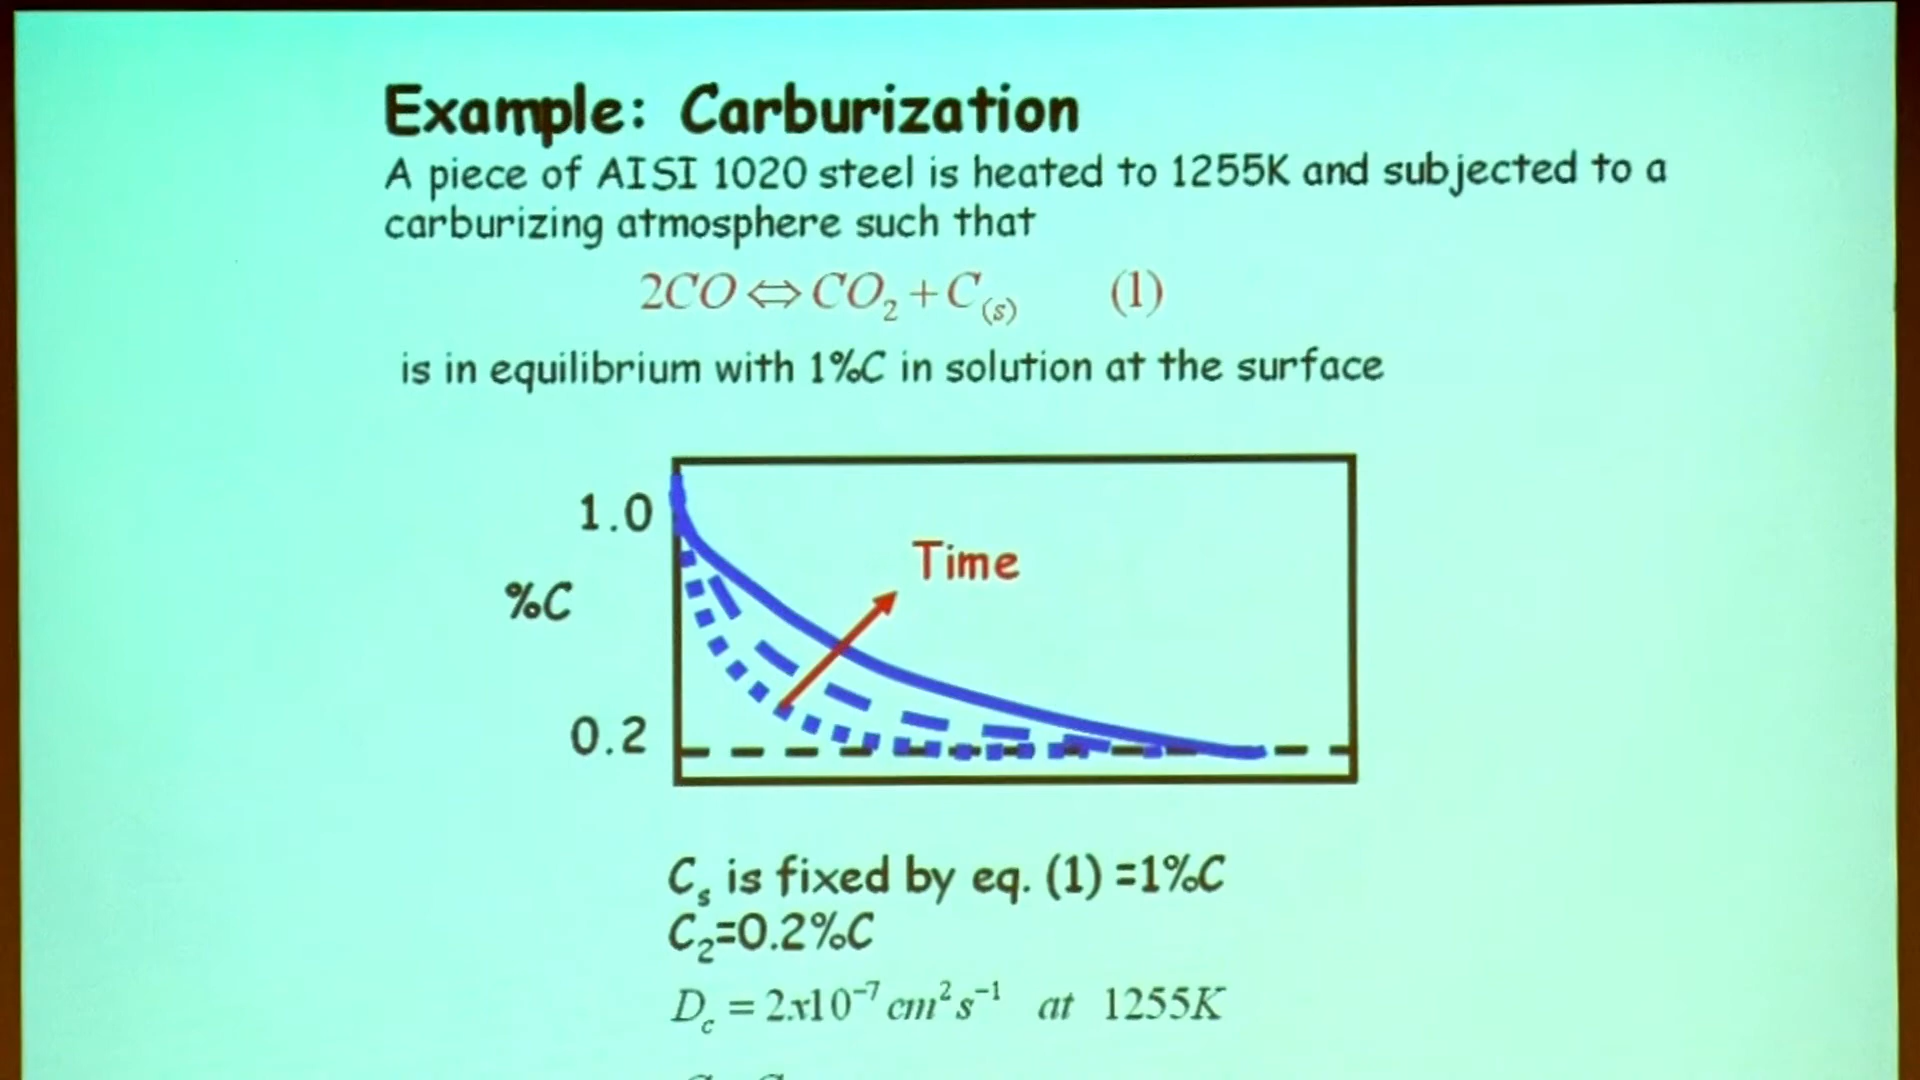 Example: Carburization
A piece of AISI 1020 steel is heated to 1255K and subjected to a
carburizing atmosphere such that
2CO ⇔ CO₂ + C₍ₛ₎ (1)
is in equilibrium with 1%C in solution at the surface
1.0
Time
%C
0.2
Cₛ is fixed by eq. (1) =1%C
C₂=0.2%C
D_c = 2x10⁻⁷ cm² s⁻¹ at 1255K